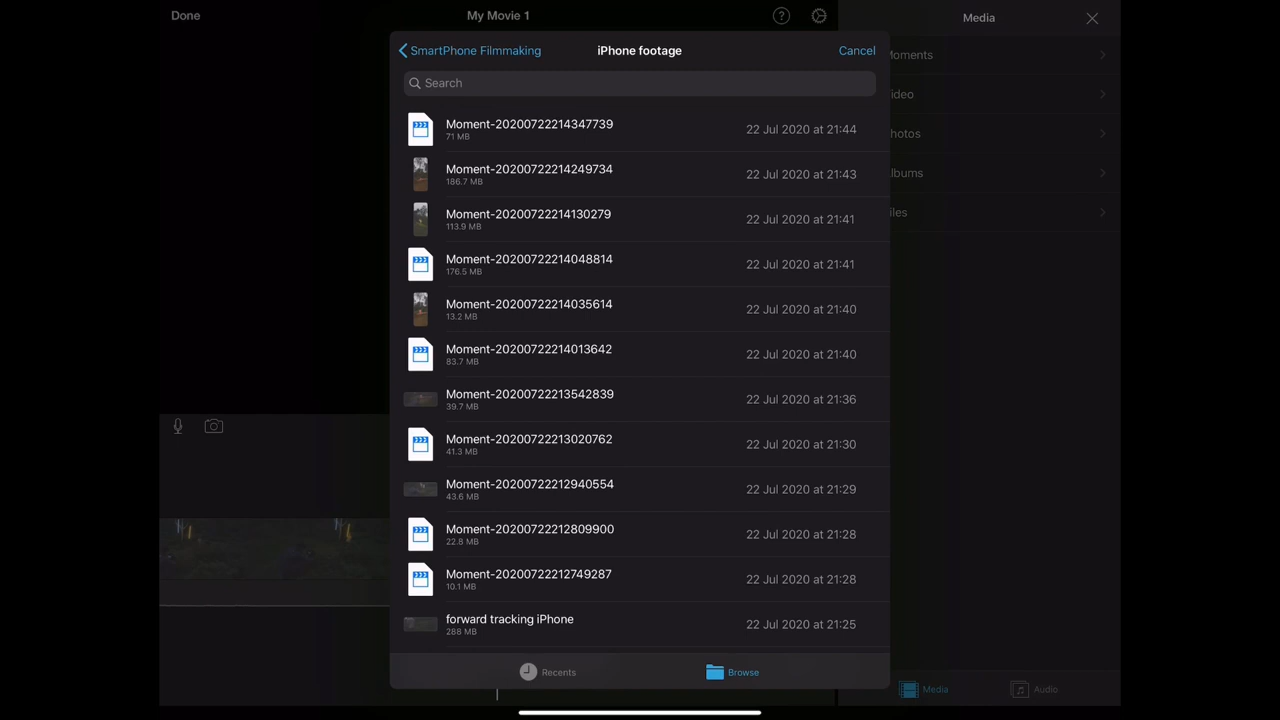 Done
My Movie 1
?
Media
SmartPhone Filmmaking
iPhone footage
Cancel
Search
Moment-20200722214347739
71 MB
22 Jul 2020 at 21:44
Moment-20200722214249734
186.7 MB
22 Jul 2020 at 21:43
Moment-20200722214130279
113.9 MB
22 Jul 2020 at 21:41
Moment-20200722214048814
176.5 MB
22 Jul 2020 at 21:41
Moment-20200722214035614
13.2 MB
22 Jul 2020 at 21:40
Moment-20200722214013642
83.7 MB
22 Jul 2020 at 21:40
Moment-20200722213542839
39.7 MB
22 Jul 2020 at 21:36
Moment-20200722213020762
41.3 MB
22 Jul 2020 at 21:30
Moment-20200722212940554
43.6 MB
22 Jul 2020 at 21:29
Moment-20200722212809900
22.8 MB
22 Jul 2020 at 21:28
Moment-20200722212749287
10.1 MB
22 Jul 2020 at 21:28
forward tracking iPhone
288 MB
22 Jul 2020 at 21:25
Recents
Browse
oments
ideo
hotos
lbums
iles
Media
Audio